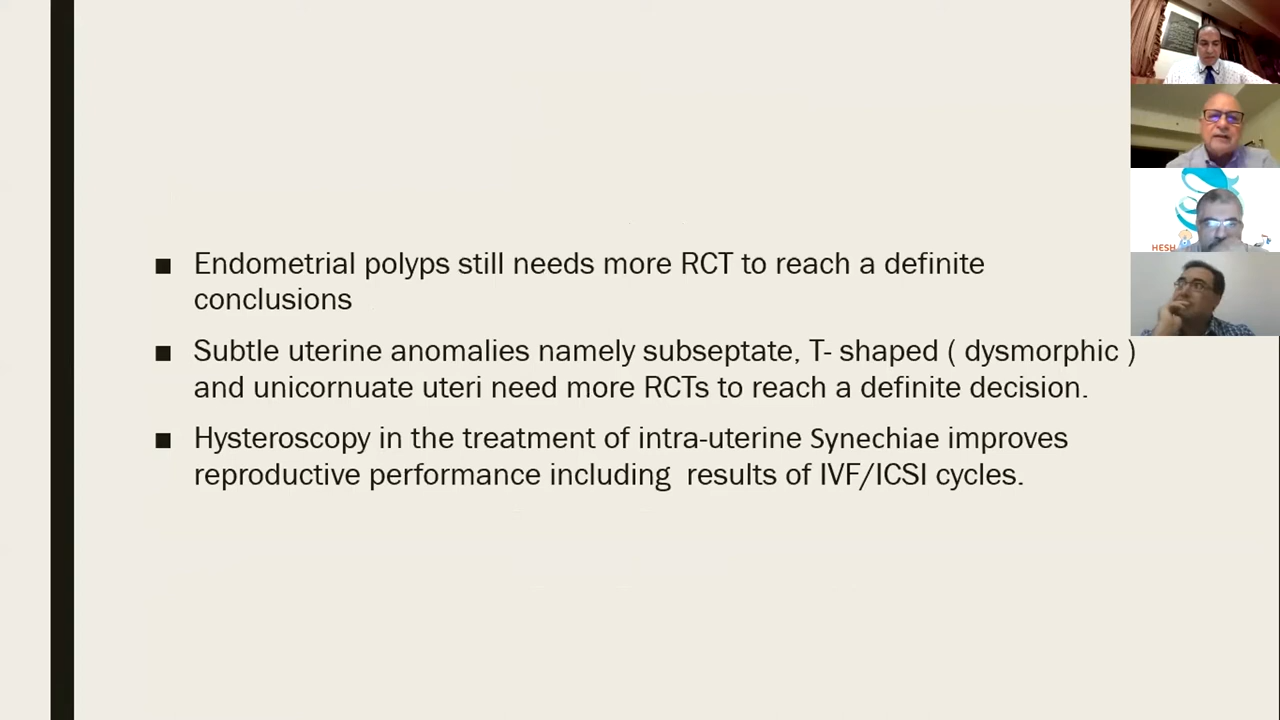 ■ Endometrial polyps still needs more RCT to reach a definite
conclusions
■ Subtle uterine anomalies namely subseptate, T- shaped ( dysmorphic )
and unicornuate uteri need more RCTs to reach a definite decision.
■ Hysteroscopy in the treatment of intra-uterine Synechiae improves
reproductive performance including  results of IVF/ICSI cycles.
HESH